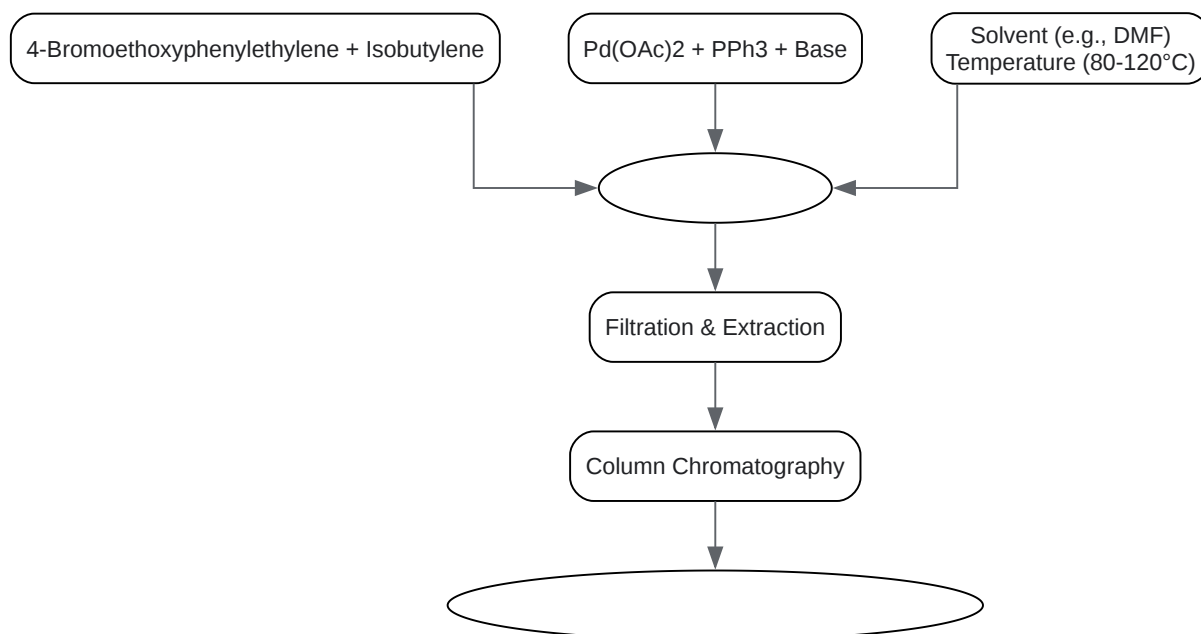 4-Bromoethoxyphenylethylene + Isobutylene
Pd(OAc)2 + PPh3 + Base
Solvent (e.g., DMF)
Temperature (80-120°C)
Filtration & Extraction
Column Chromatography